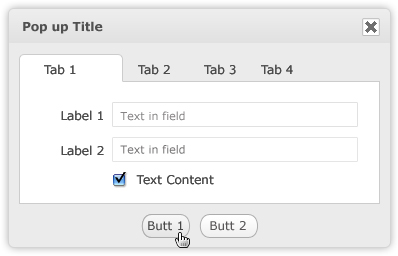 Pop up Title
Tab 1 Tab 2 Tab 3 Tab 4
Label 1 Text in field
Label 2 Text in field
Text Content
Butt 1 Butt 2